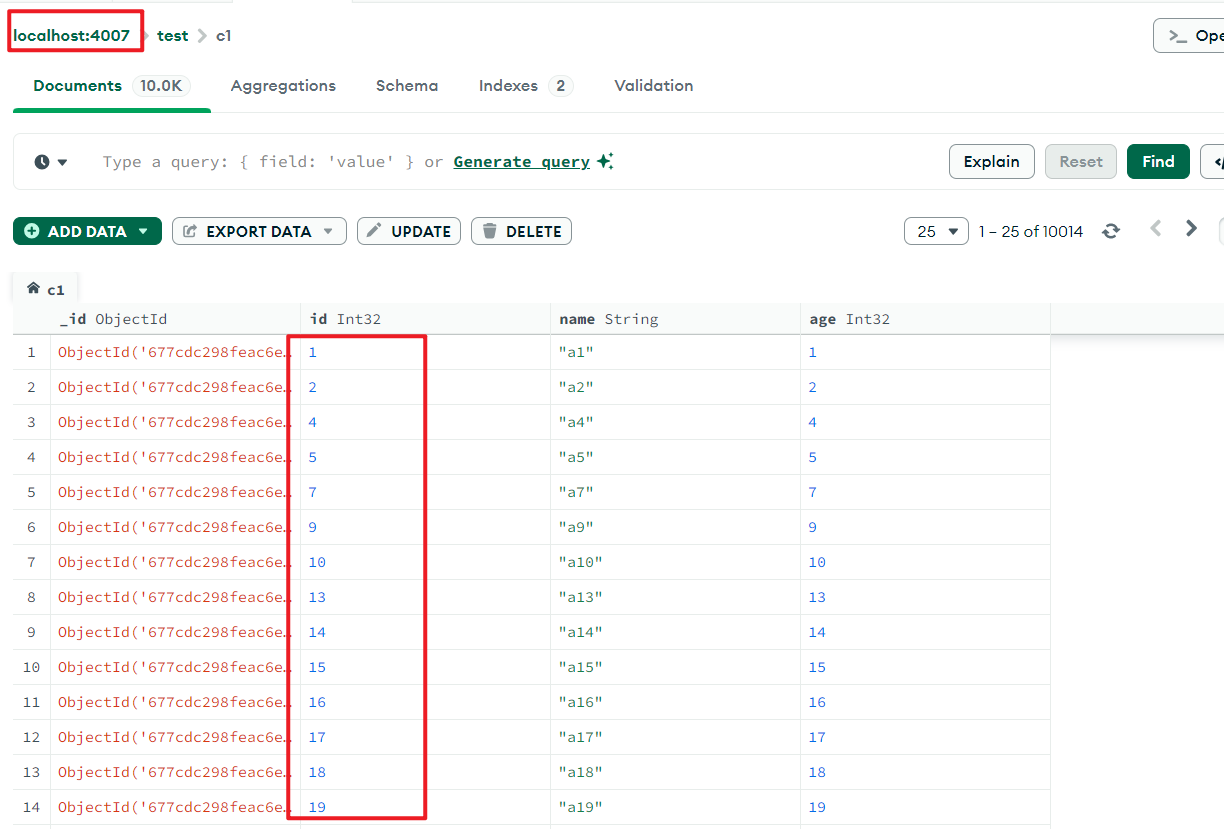 localhost:4007 > test > c1
>_ Ope
Documents 10.0K Aggregations Schema Indexes 2 Validation
Type a query: { field: 'value' } or Generate query
Explain Reset Find
ADD DATA EXPORT DATA UPDATE DELETE
25 1 – 25 of 10014
c1
_id ObjectId id Int32 name String age Int32
1 ObjectId('677cdc298feac6e… 1 "a1" 1
2 ObjectId('677cdc298feac6e… 2 "a2" 2
3 ObjectId('677cdc298feac6e… 4 "a4" 4
4 ObjectId('677cdc298feac6e… 5 "a5" 5
5 ObjectId('677cdc298feac6e… 7 "a7" 7
6 ObjectId('677cdc298feac6e… 9 "a9" 9
7 ObjectId('677cdc298feac6e… 10 "a10" 10
8 ObjectId('677cdc298feac6e… 13 "a13" 13
9 ObjectId('677cdc298feac6e… 14 "a14" 14
10 ObjectId('677cdc298feac6e… 15 "a15" 15
11 ObjectId('677cdc298feac6e… 16 "a16" 16
12 ObjectId('677cdc298feac6e… 17 "a17" 17
13 ObjectId('677cdc298feac6e… 18 "a18" 18
14 ObjectId('677cdc298feac6e… 19 "a19" 19